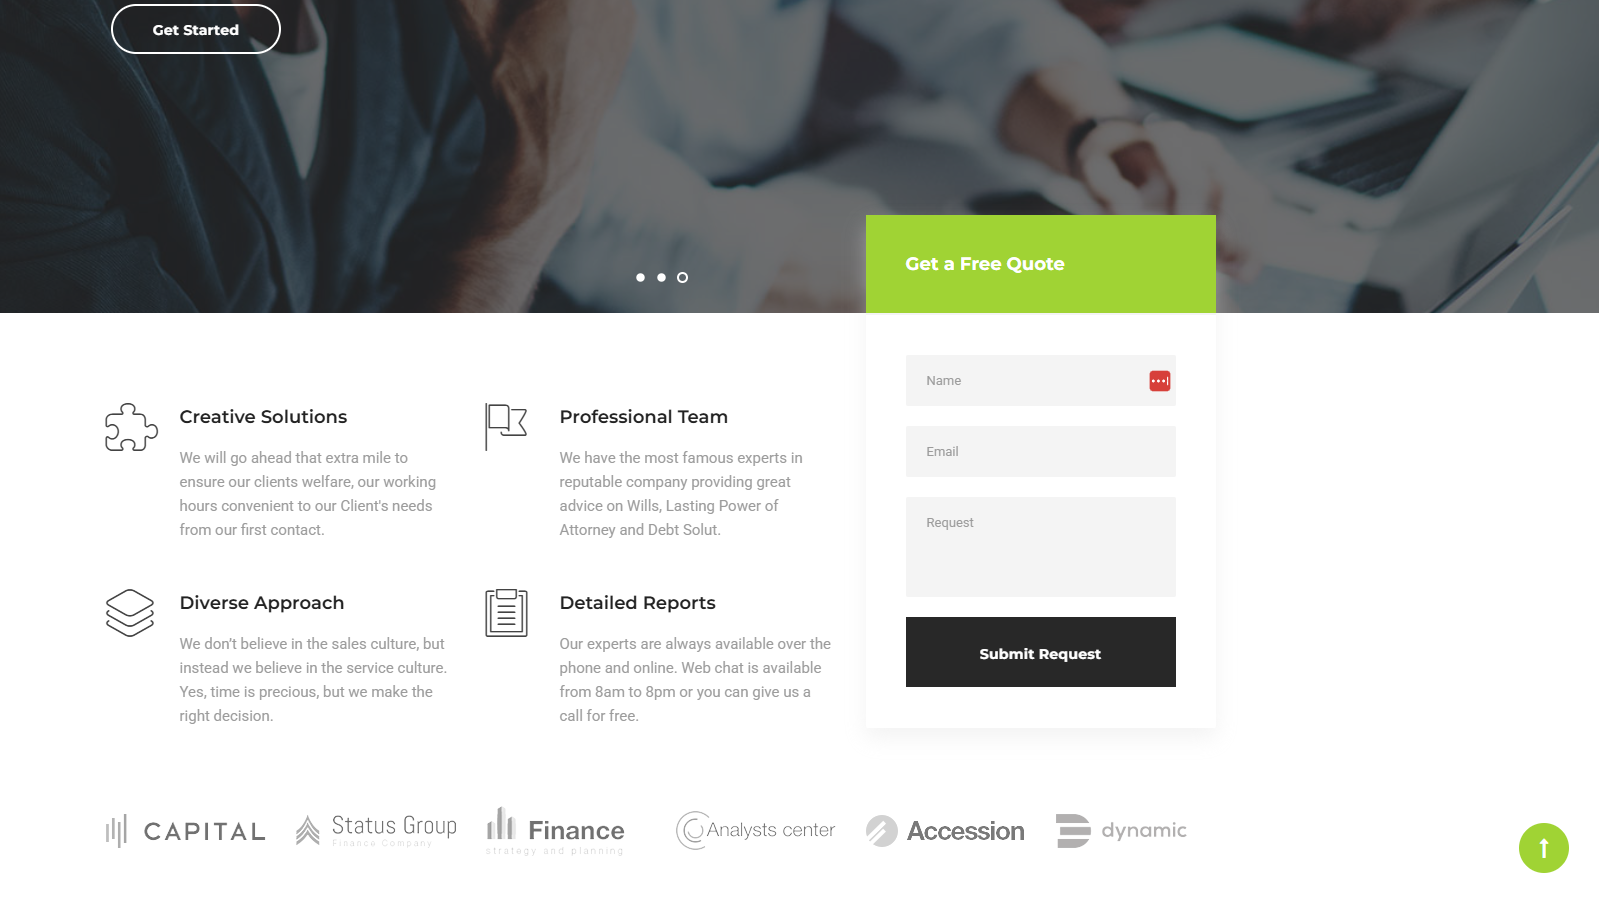 Get Started
Get a Free Quote
Name
Email
Request
Submit Request
Creative Solutions
We will go ahead that extra mile to
ensure our clients welfare, our working
hours convenient to our Client's needs
from our first contact.
Professional Team
We have the most famous experts in
reputable company providing great
advice on Wills, Lasting Power of
Attorney and Debt Solut.
Diverse Approach
We don’t believe in the sales culture, but
instead we believe in the service culture.
Yes, time is precious, but we make the
right decision.
Detailed Reports
Our experts are always available over the
phone and online. Web chat is available
from 8am to 8pm or you can give us a
call for free.
CAPITAL
Status Group
Finance Company
Finance
strategy and planning
Analysts center
Accession
dynamic